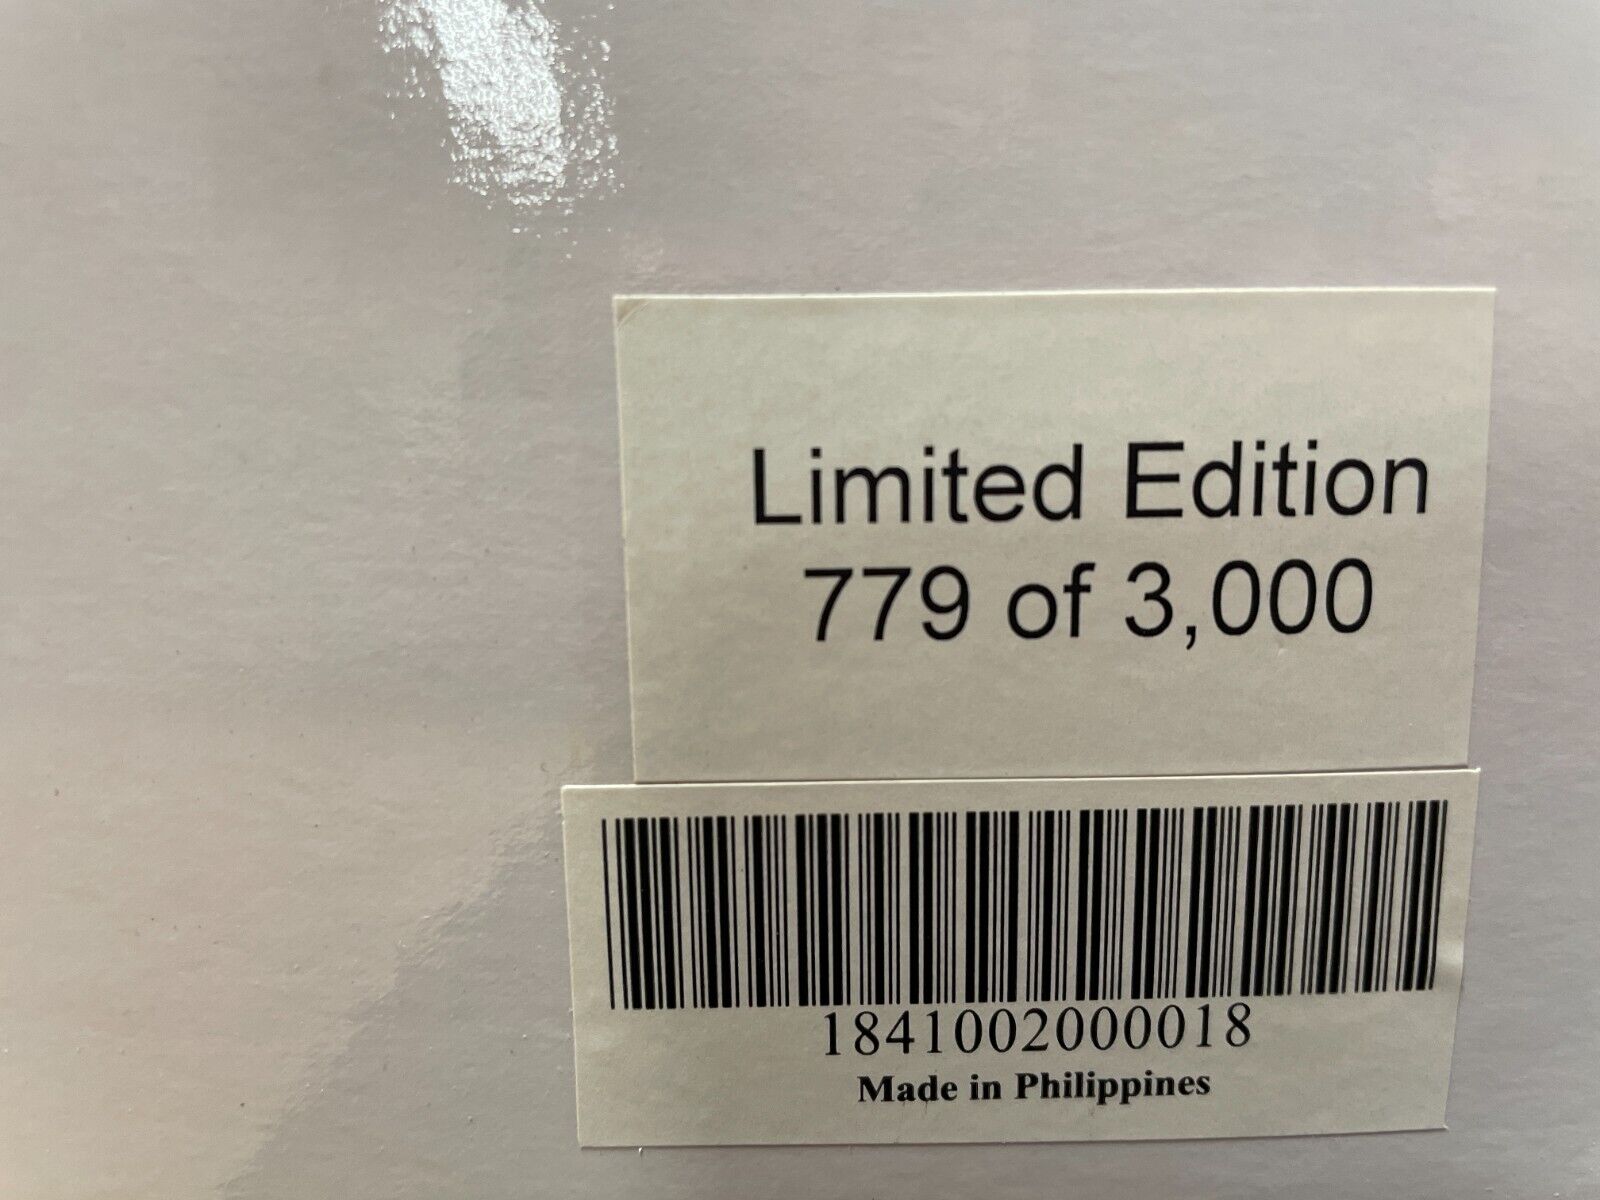 Limited Edition
779 of 3,000
1841002000018
Made in Philippines